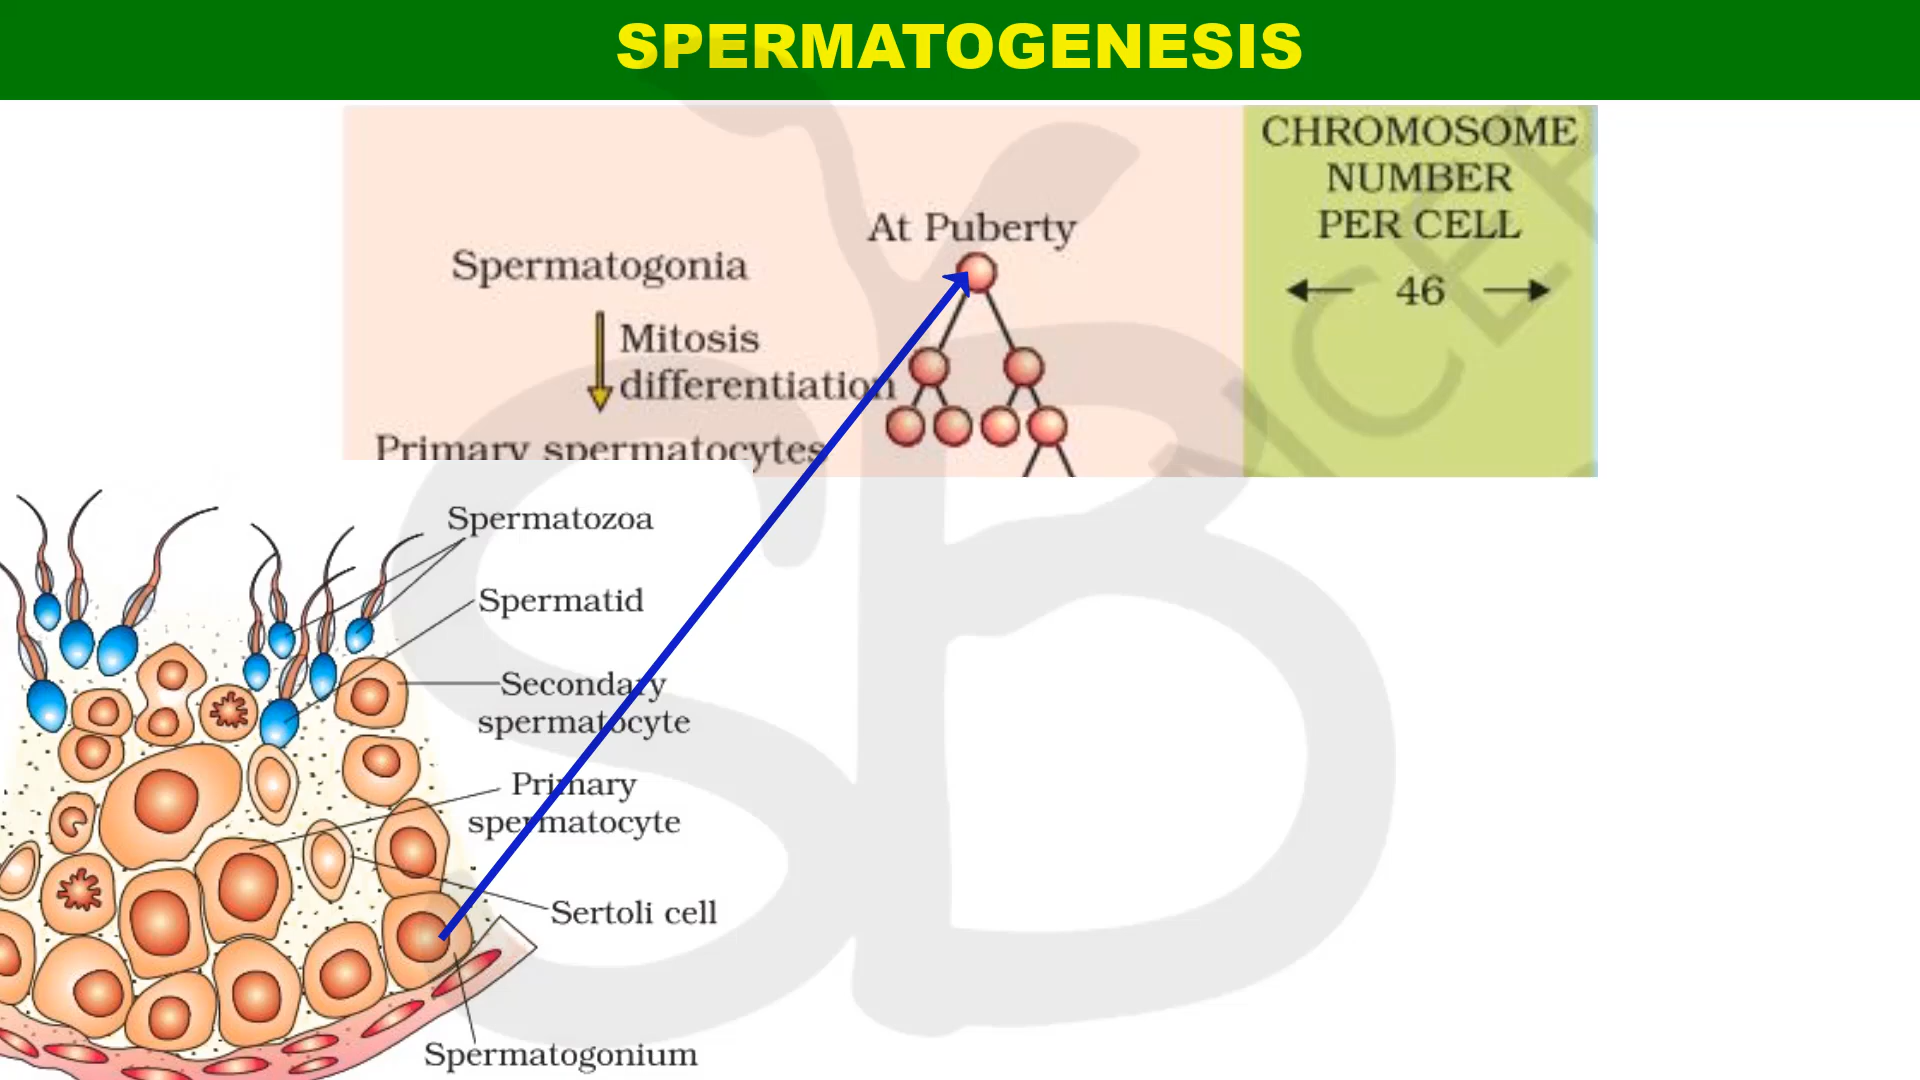 SPERMATOGENESIS
CHROMOSOME
NUMBER
PER CELL
At Puberty
Spermatogonia
46
Mitosis
differentiation
Primary spermatocytes
Spermatozoa
Spermatid
Secondary
spermatocyte
Primary
spermatocyte
Sertoli cell
Spermatogonium
SB